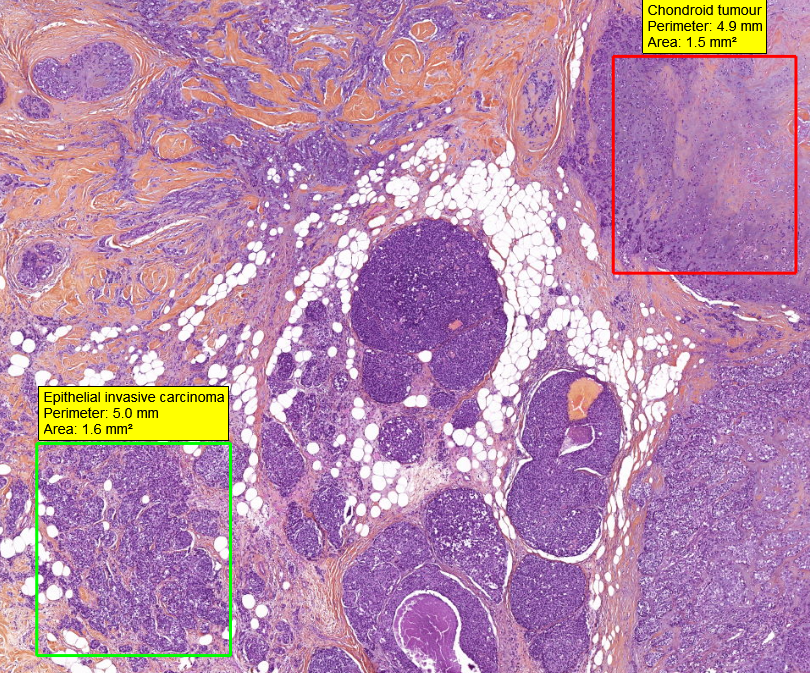 Chondroid tumour
Perimeter: 4.9 mm
Area: 1.5 mm²
Epithelial invasive carcinoma
Perimeter: 5.0 mm
Area: 1.6 mm²